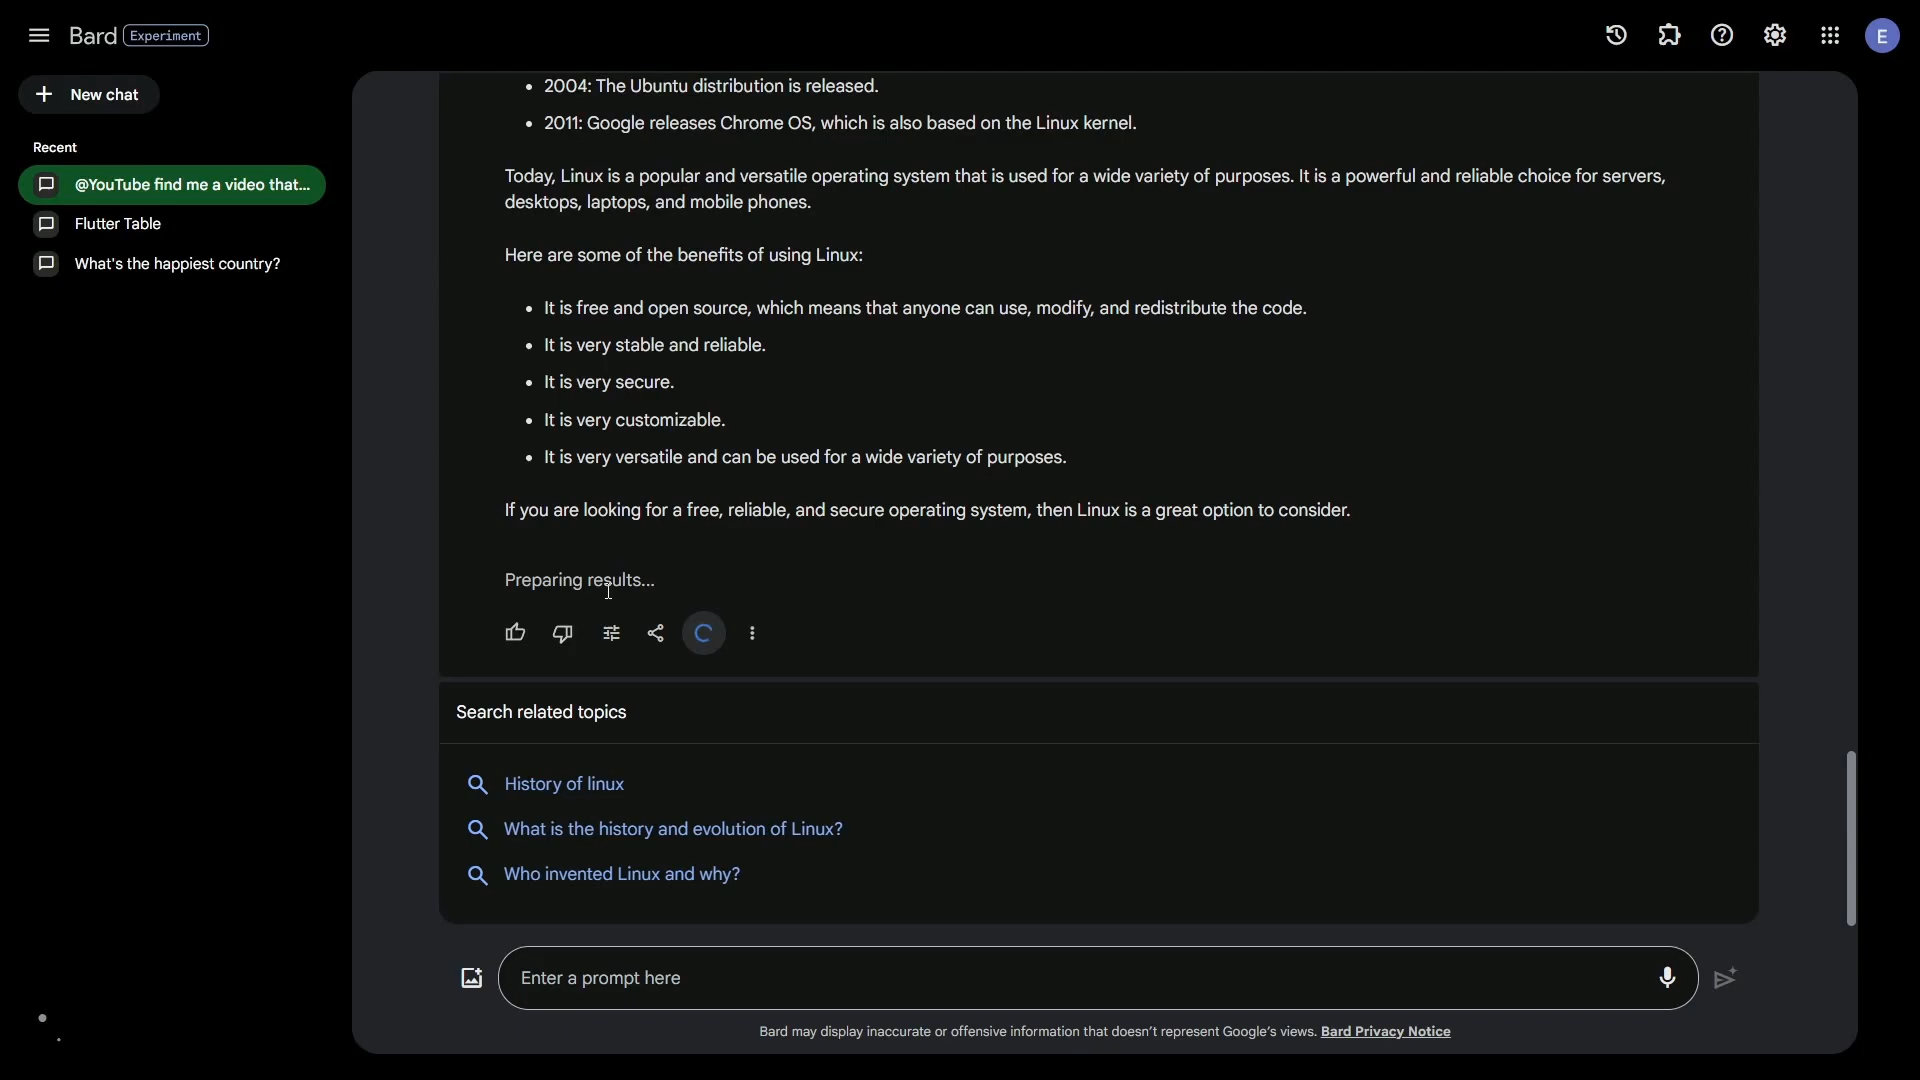 Bard Experiment
E
New chat
Recent
@YouTube find me a video that...
Flutter Table
What's the happiest country?
• 2004: The Ubuntu distribution is released.
• 2011: Google releases Chrome OS, which is also based on the Linux kernel.
Today, Linux is a popular and versatile operating system that is used for a wide variety of purposes. It is a powerful and reliable choice for servers,
desktops, laptops, and mobile phones.
Here are some of the benefits of using Linux:
• It is free and open source, which means that anyone can use, modify, and redistribute the code.
• It is very stable and reliable.
• It is very secure.
• It is very customizable.
• It is very versatile and can be used for a wide variety of purposes.
If you are looking for a free, reliable, and secure operating system, then Linux is a great option to consider.
Preparing results...
Search related topics
History of linux
What is the history and evolution of Linux?
Who invented Linux and why?
Enter a prompt here
Bard may display inaccurate or offensive information that doesn't represent Google's views. Bard Privacy Notice